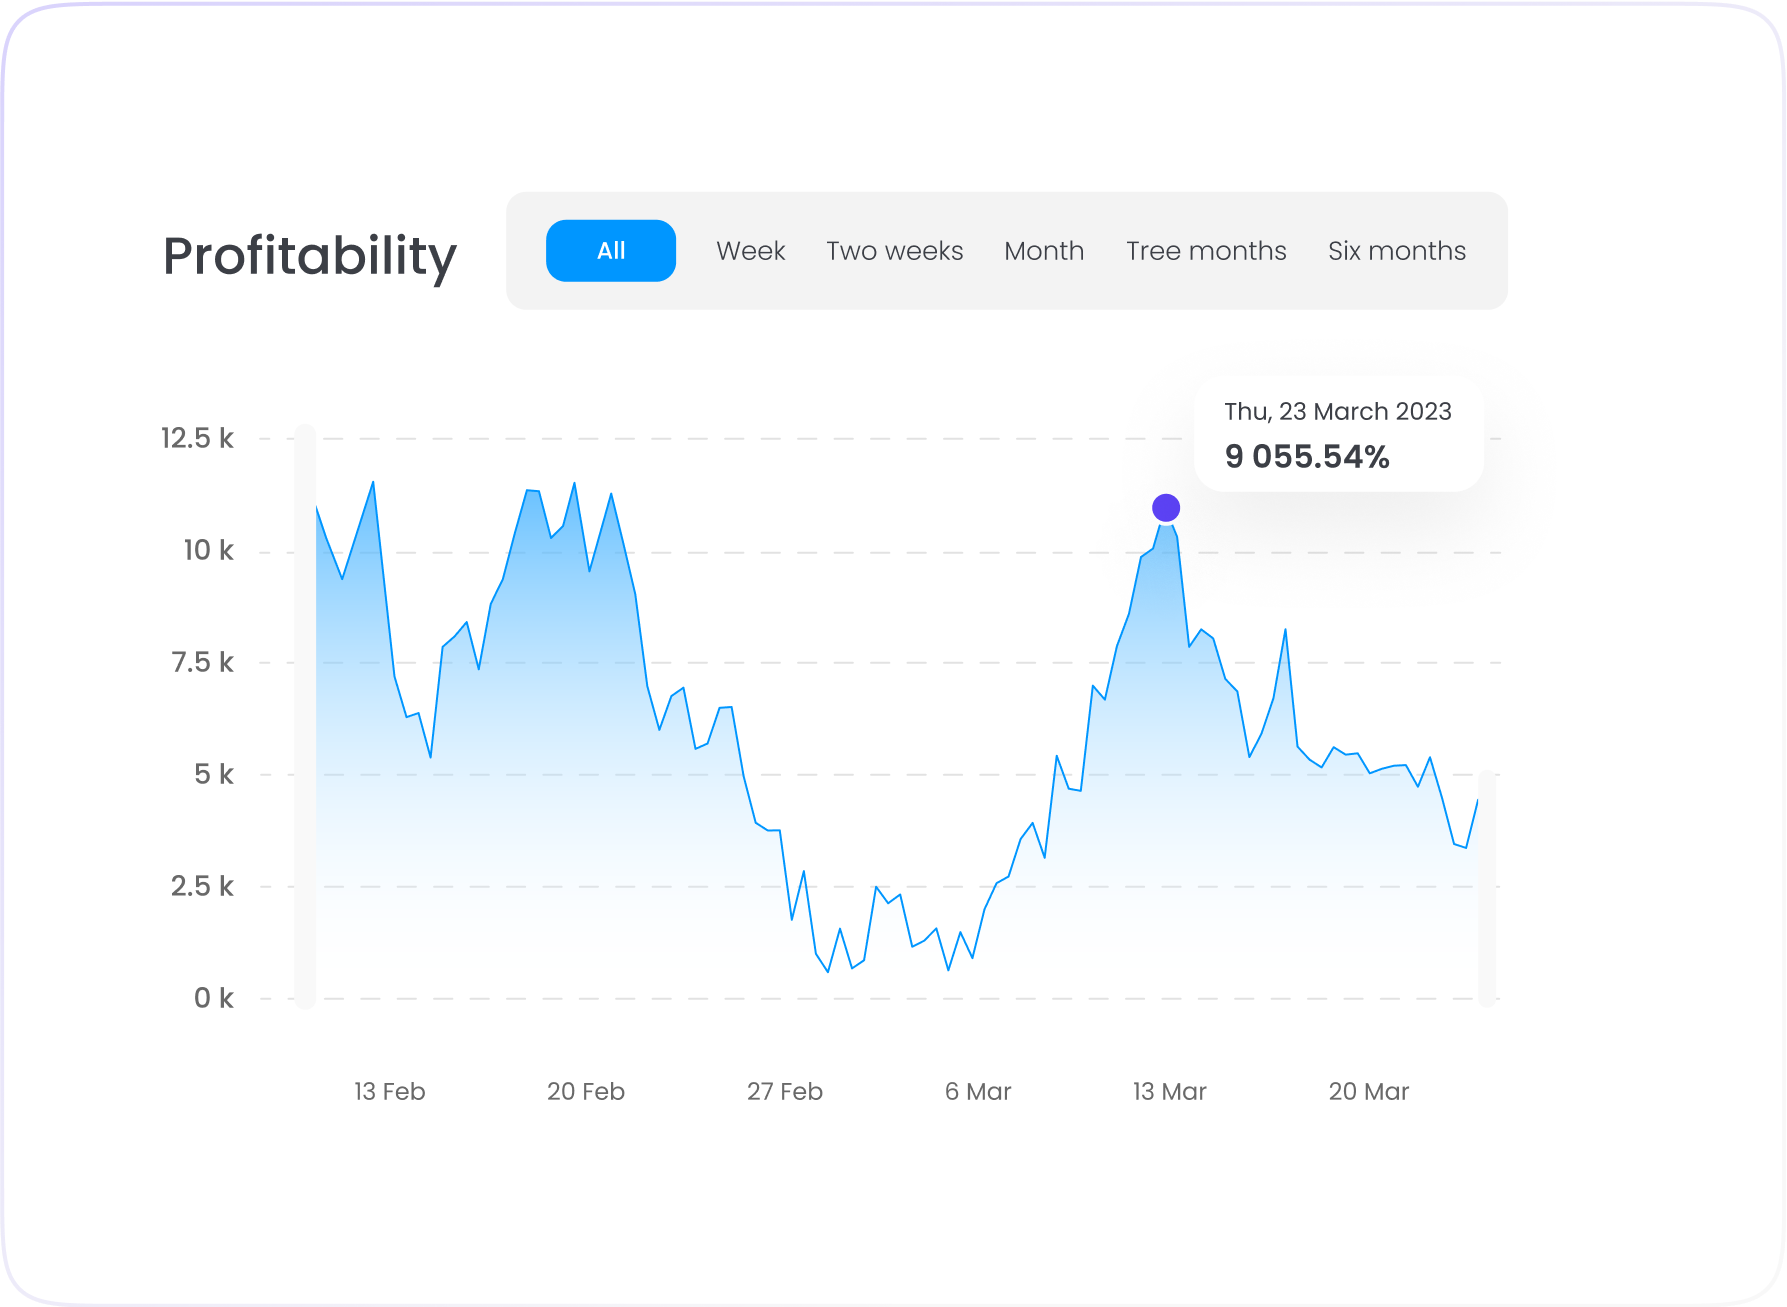 Profitability
All Week Two weeks Month Tree months Six months
Thu, 23 March 2023
9 055.54%
12.5 k
10 k
7.5 k
5 k
2.5 k
0 k
13 Feb 20 Feb 27 Feb 6 Mar 13 Mar 20 Mar